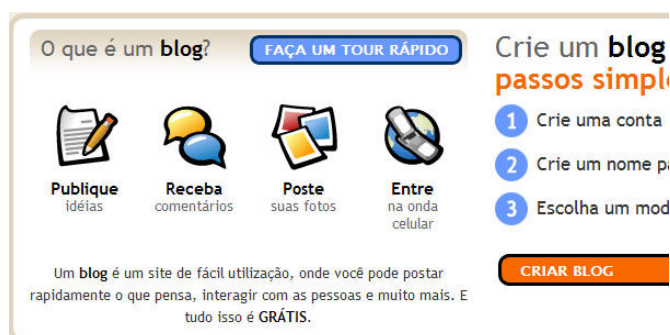 O que é um blog?
FAÇA UM TOUR RÁPIDO
Publique
idéias
Receba
comentários
Poste
suas fotos
Entre
na onda
celular
Um blog é um site de fácil utilização, onde você pode postar
rapidamente o que pensa, interagir com as pessoas e muito mais. E
tudo isso é GRÁTIS.
Crie um blog
passos
1 Crie uma conta
2 Crie um nome
3 Escolha um
CRIAR BLOG